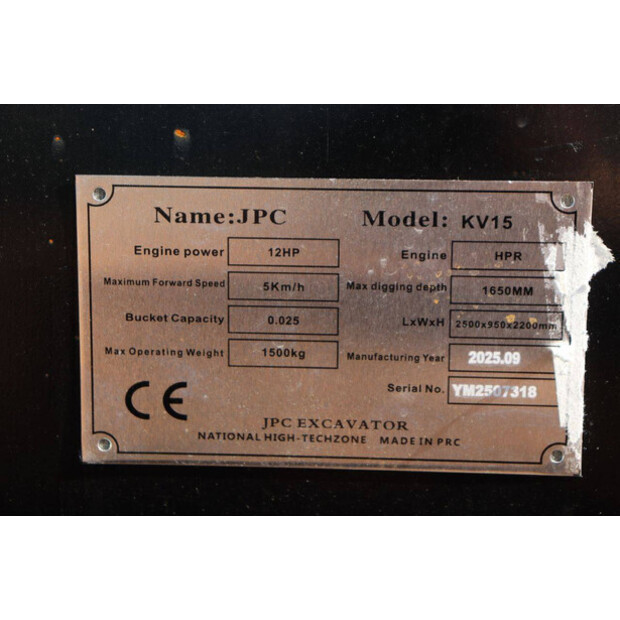 Name:JPC Model: KV15
Engine power 12HP Engine HPR
Maximum Forward Speed 5Km/h Max digging depth 1650MM
Bucket Capacity 0.025 LxWxH 2500x950x2200mm
Max Operating Weight 1500kg Manufacturing Year 2025.09
Serial No. YM2507318
CE
JPC EXCAVATOR
NATIONAL HIGH-TECHZONE MADE IN PRC